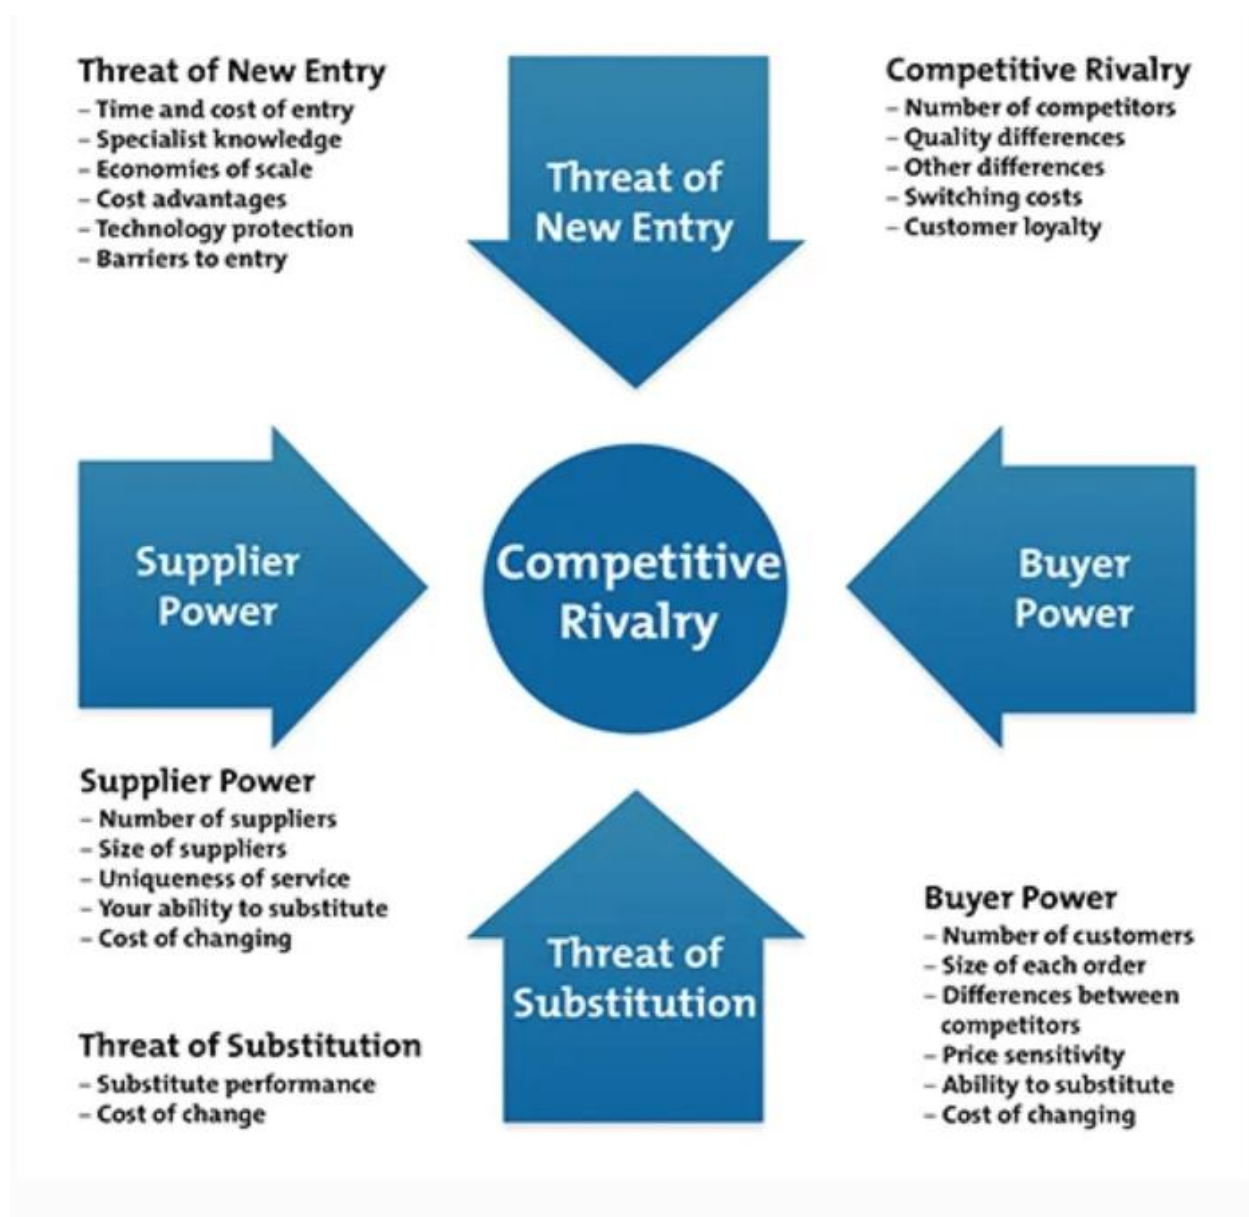 Threat of New Entry
– Time and cost of entry
– Specialist knowledge
– Economies of scale
– Cost advantages
– Technology protection
– Barriers to entry
Threat of
New Entry
Competitive Rivalry
– Number of competitors
– Quality differences
– Other differences
– Switching costs
– Customer loyalty
Supplier
Power
Competitive
Rivalry
Buyer
Power
Supplier Power
– Number of suppliers
– Size of suppliers
– Uniqueness of service
– Your ability to substitute
– Cost of changing
Threat of Substitution
– Substitute performance
– Cost of change
Threat of
Substitution
Buyer Power
– Number of customers
– Size of each order
– Differences between
competitors
– Price sensitivity
– Ability to substitute
– Cost of changing